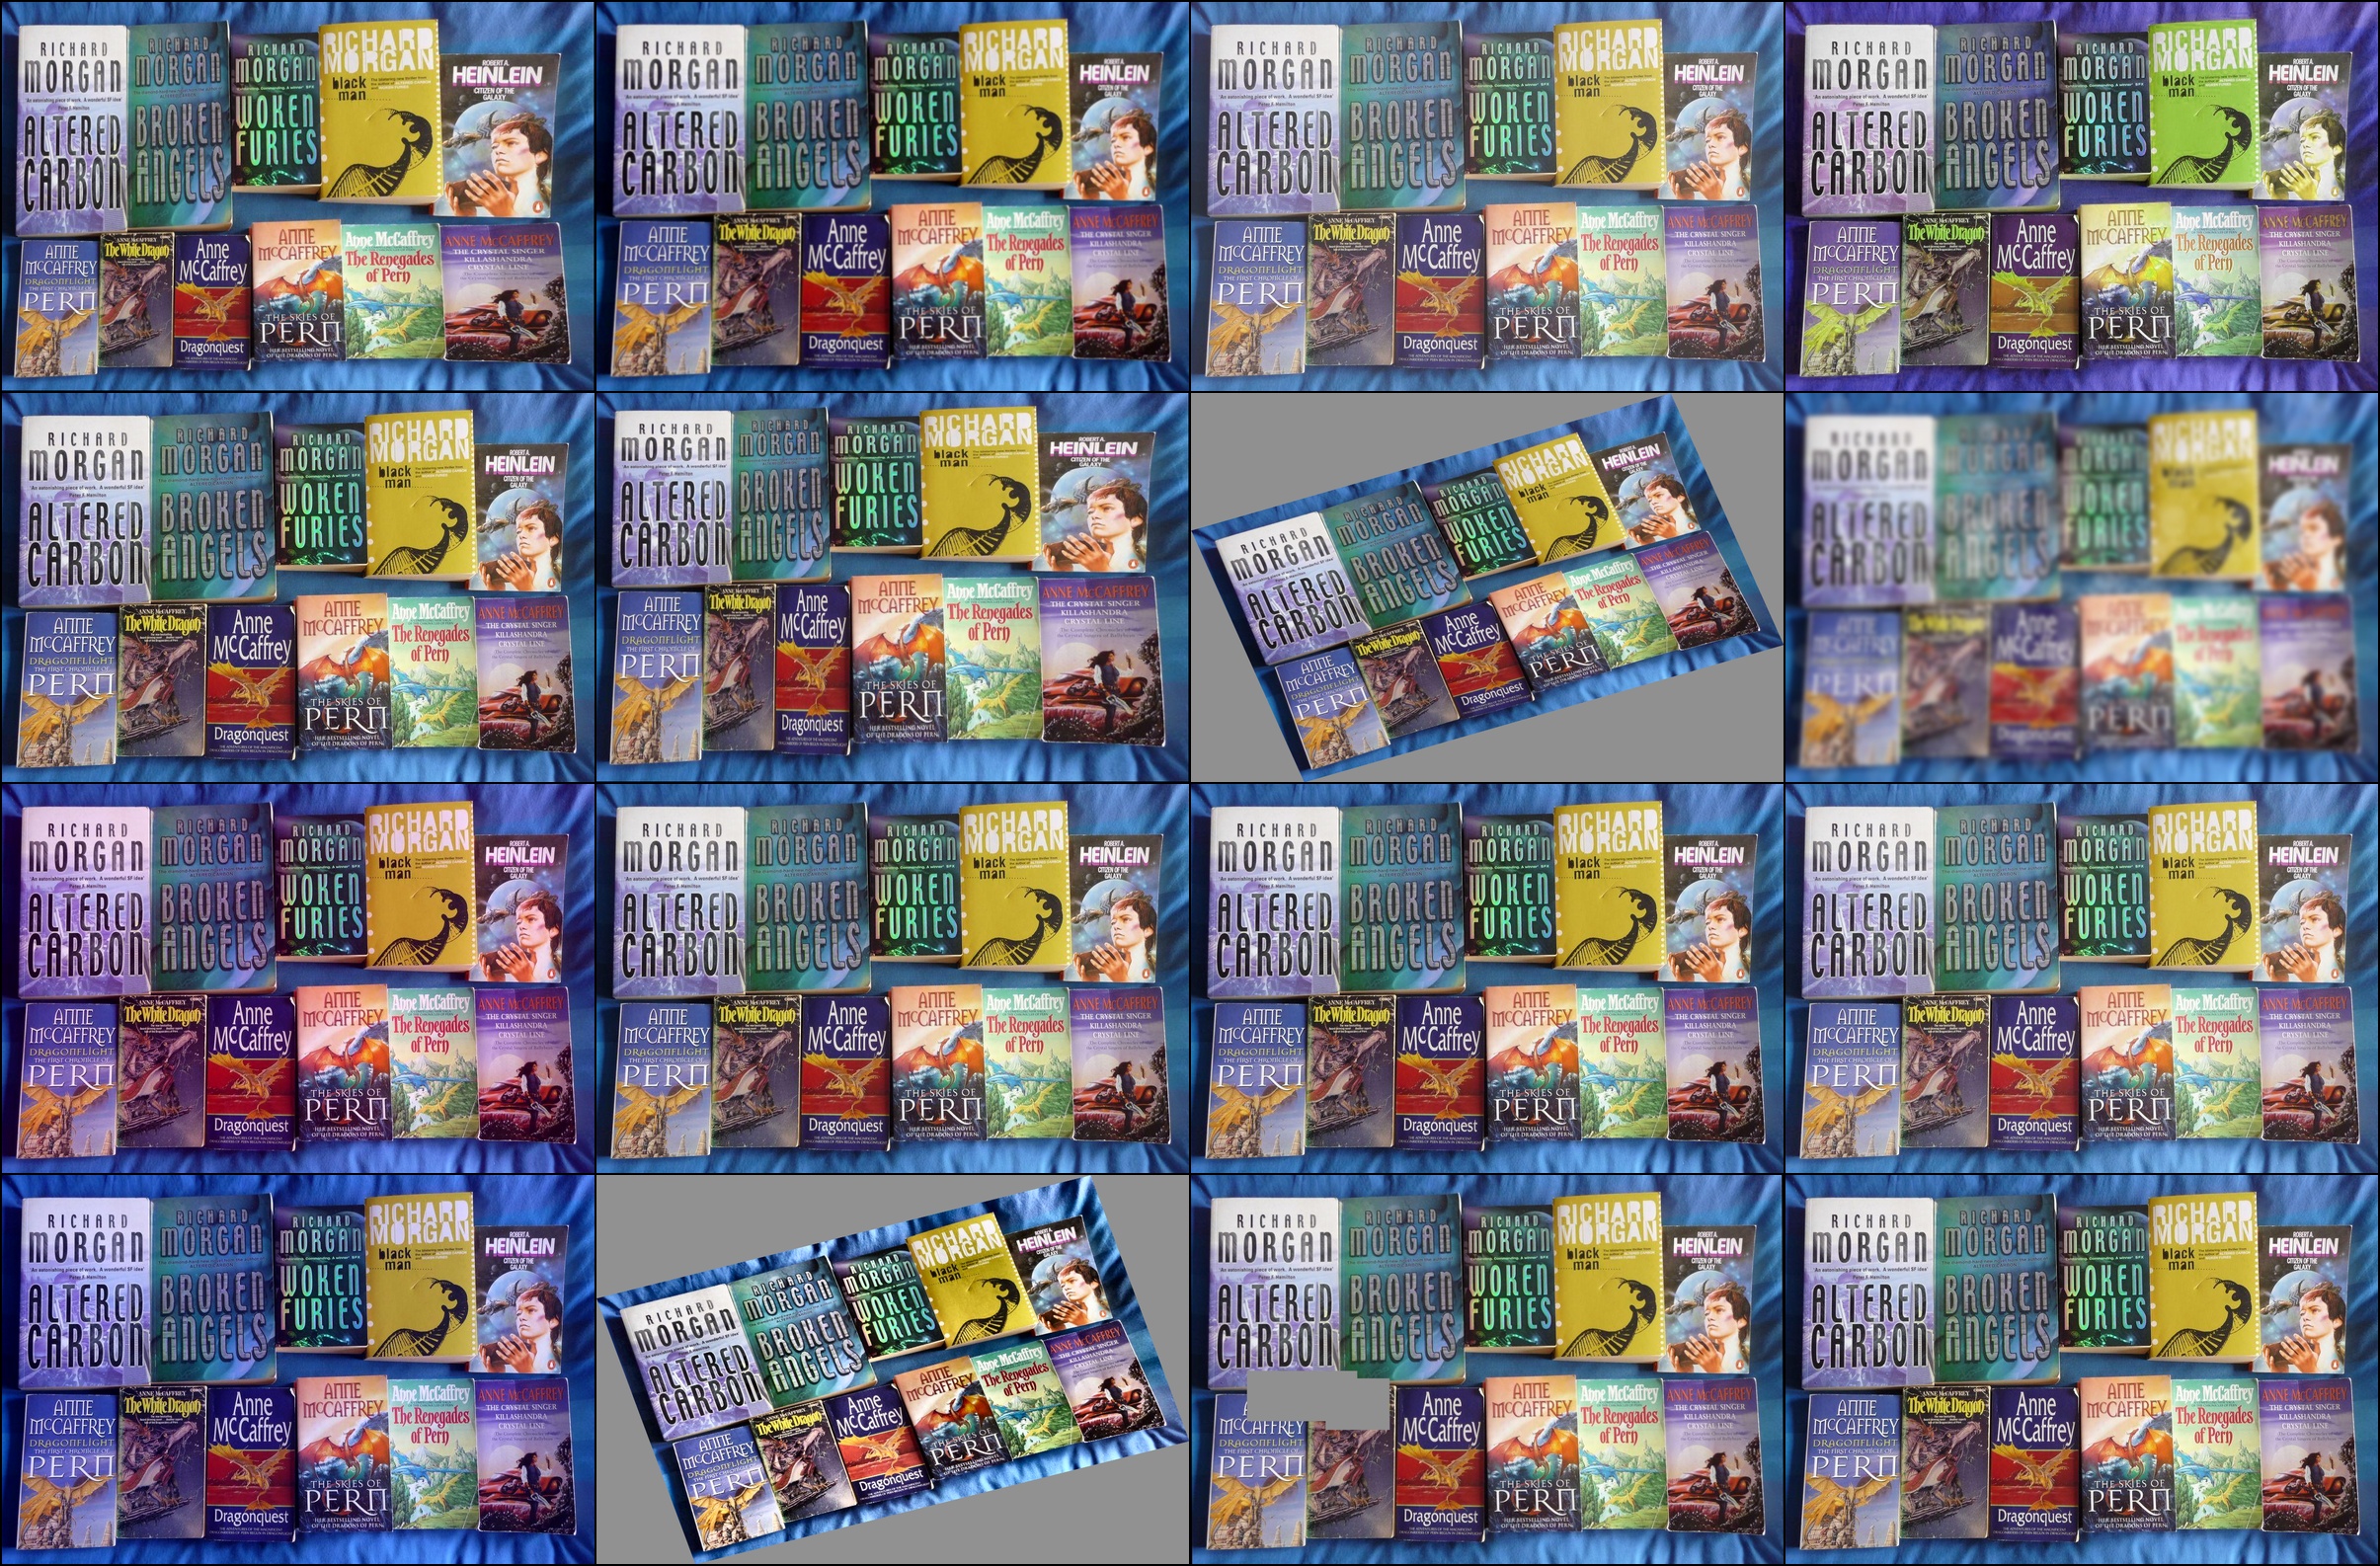 RICHARD
MORGAN
'An astonishing piece of work. A wonderful SF idea'
Peter F. Hamilton
ALTERED
CARBON
RICHARD
MORGAN
BROKEN
ANGELS
RICHARD
MORGAN
WOKEN
FURIES
RICHARD
MORGAN
black
man
ROBERT A.
HEINLEIN
CITIZEN OF THE
GALAXY
ANNE
McCAFFREY
DRAGONFLIGHT
THE FIRST CHRONICLE OF
PERN
ANNE McCAFFREY
The White Dragon
Anne
McCaffrey
Dragonquest
ANNE
McCAFFREY
THE SKIES OF
PERN
HER BESTSELLING NOVEL
OF THE DRAGONS OF PERN
Anne McCaffrey
The Renegades
of Pern
ANNE McCAFFREY
THE CRYSTAL SINGER
KILLASHANDRA
CRYSTAL LINE